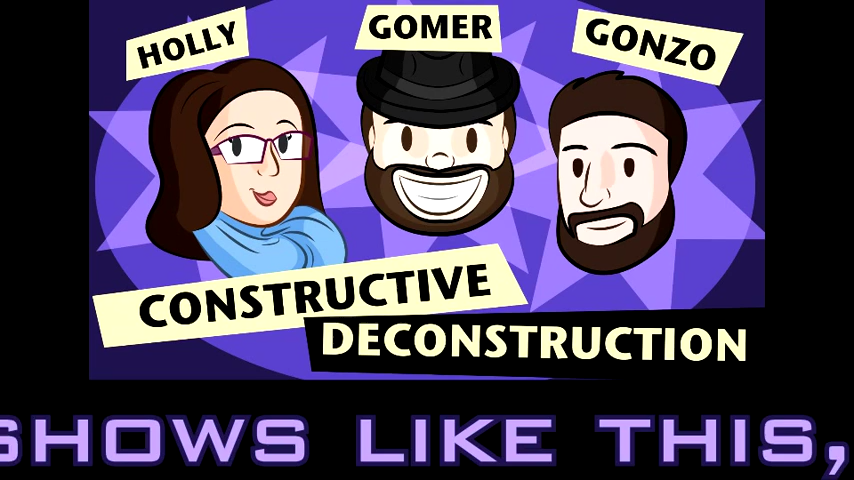 HOLLY
GOMER
GONZO
CONSTRUCTIVE
DECONSTRUCTION
SHOWS LIKE THIS,